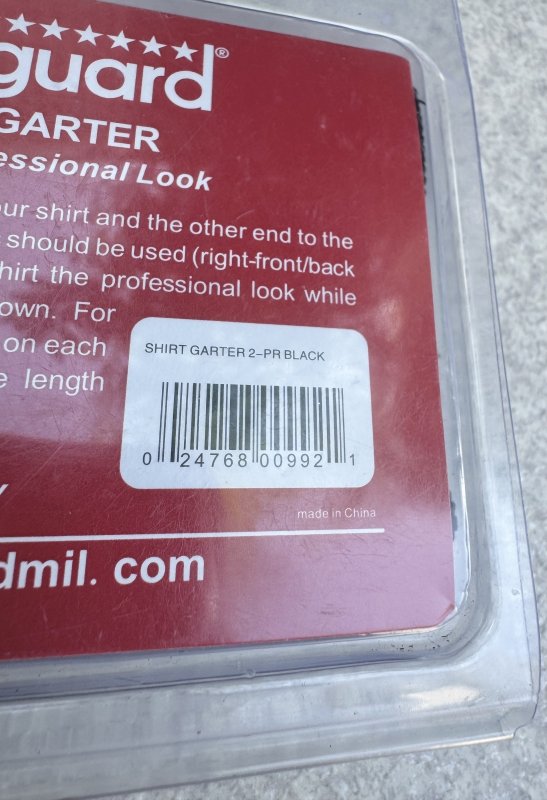 guard®
GARTER
essional Look
ur shirt and the other end to the
should be used (right-front/back
hirt the professional look while
own. For
on each
e length
SHIRT GARTER 2-PR BLACK
0 24768 00992 1
made in China
dmil. com